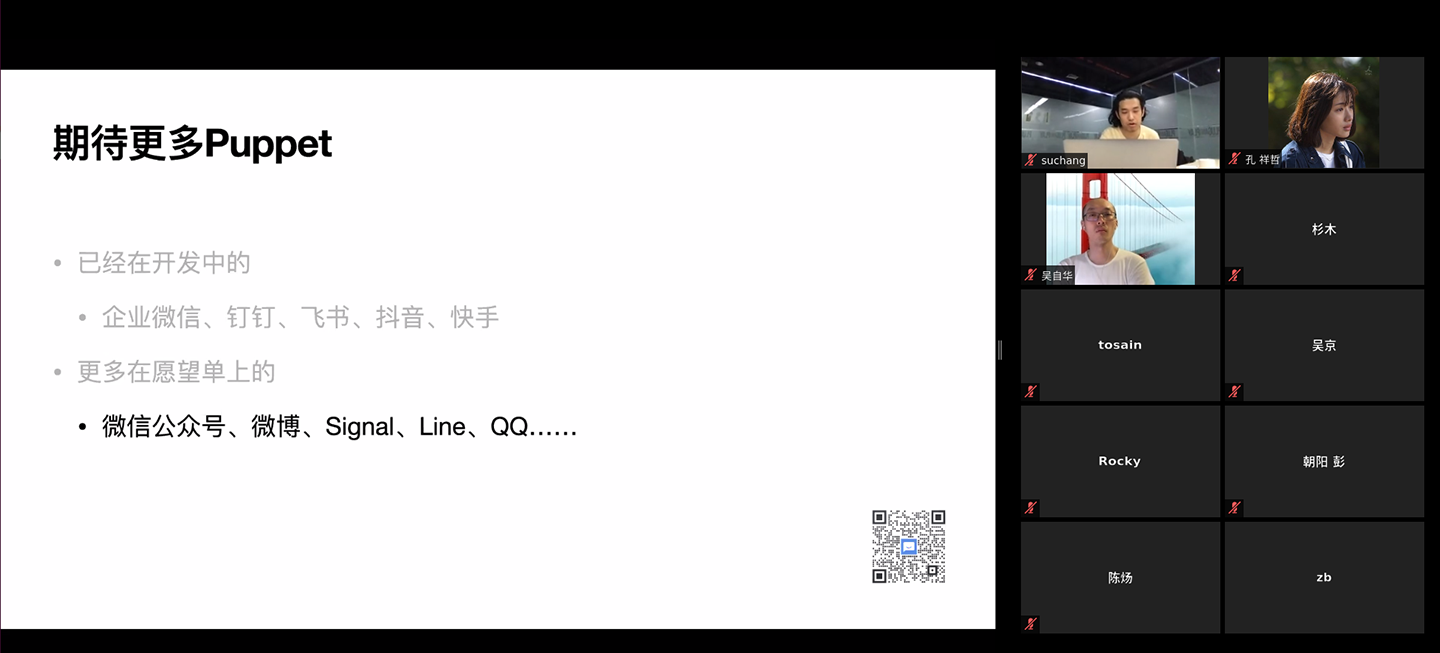 期待更多Puppet
• 已经在开发中的
• 企业微信、钉钉、飞书、抖音、快手
• 更多在愿望单上的
• 微信公众号、微博、Signal、Line、QQ……
suchang
孔 祥哲
吴自华
杉木
tosain
吴京
Rocky
朝阳 彭
陈炀
zb